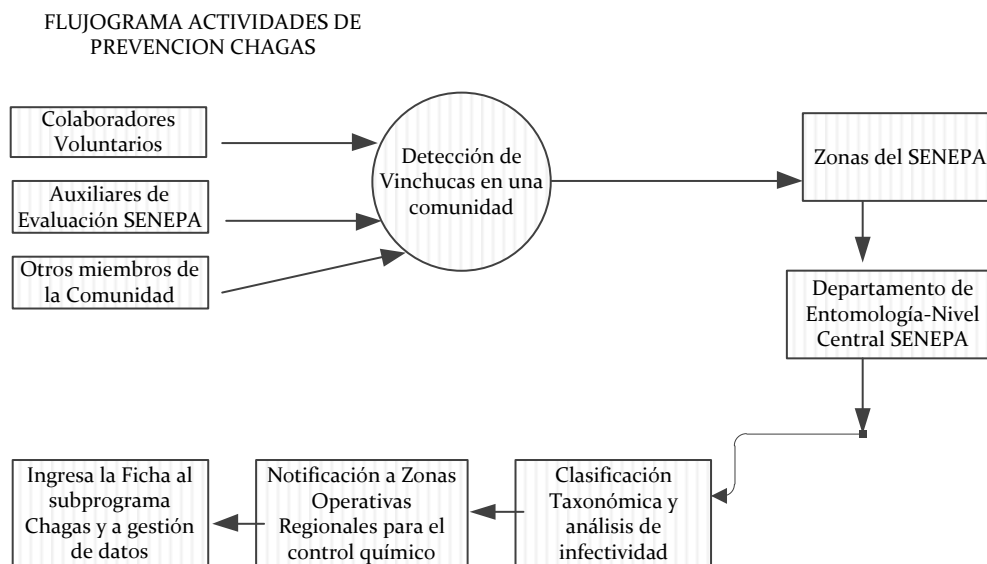 FLUJOGRAMA ACTIVIDADES DE
PREVENCION CHAGAS
Colaboradores
Voluntarios
Auxiliares de
Evaluación SENEPA
Otros miembros de
la Comunidad
Detección de
Vinchucas en una
comunidad
Zonas del SENEPA
Departamento de
Entomología-Nivel
Central SENEPA
Clasificación
Taxonómica y
análisis de
infectividad
Notificación a Zonas
Operativas
Regionales para el
control químico
Ingresa la Ficha al
subprograma
Chagas y a gestión
de datos